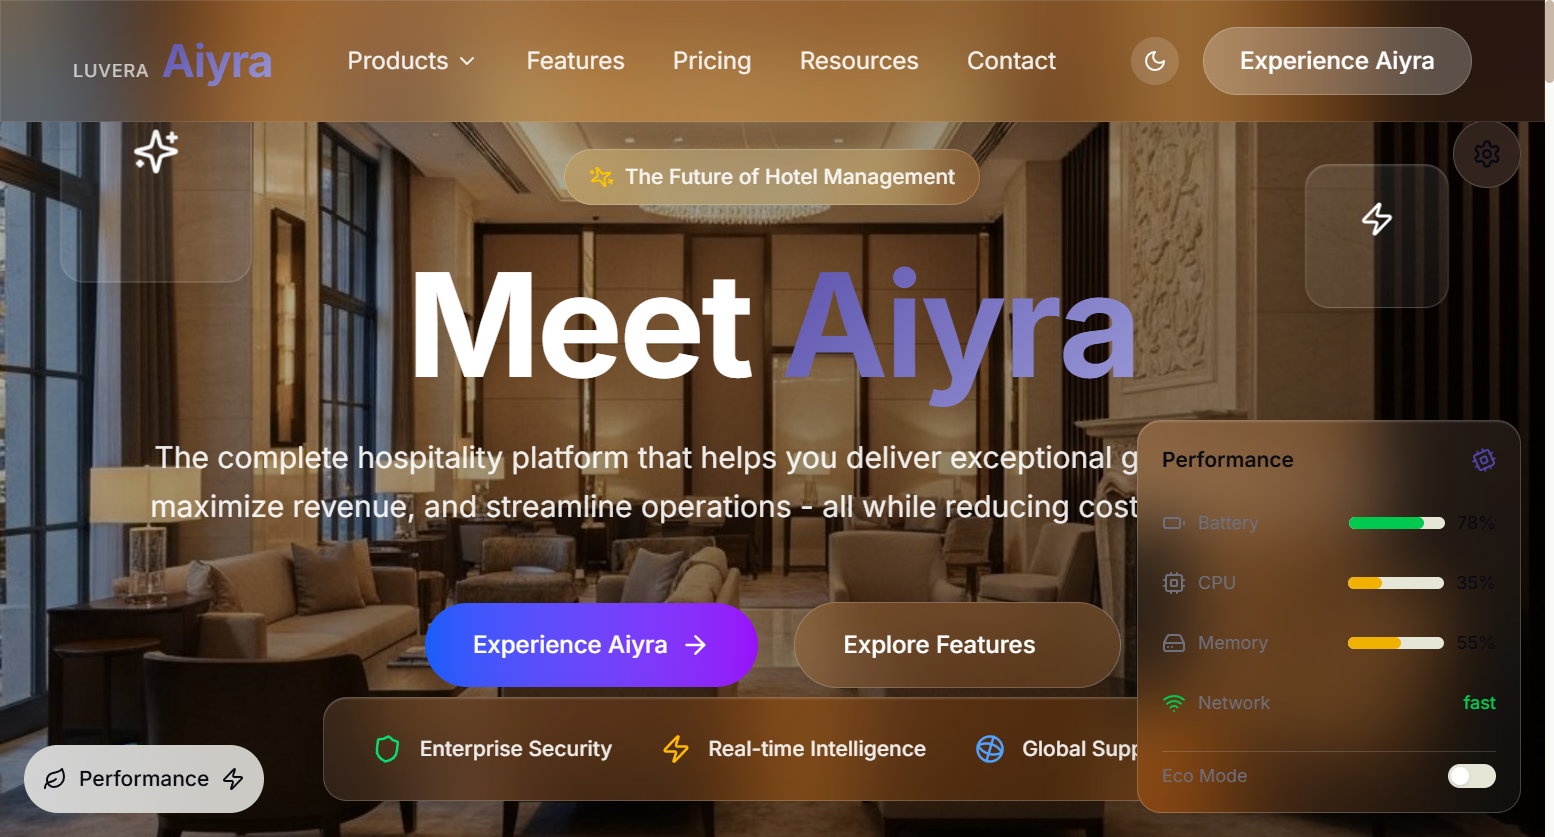 LUVERA Aiyra Products Features Pricing Resources Contact Experience Aiyra
The Future of Hotel Management
Meet Aiyra
The complete hospitality platform that helps you deliver exceptional g
maximize revenue, and streamline operations - all while reducing cost
Performance
Battery 78%
CPU 35%
Memory 55%
Network fast
Eco Mode
Experience Aiyra Explore Features
Enterprise Security Real-time Intelligence Global Supp
Performance